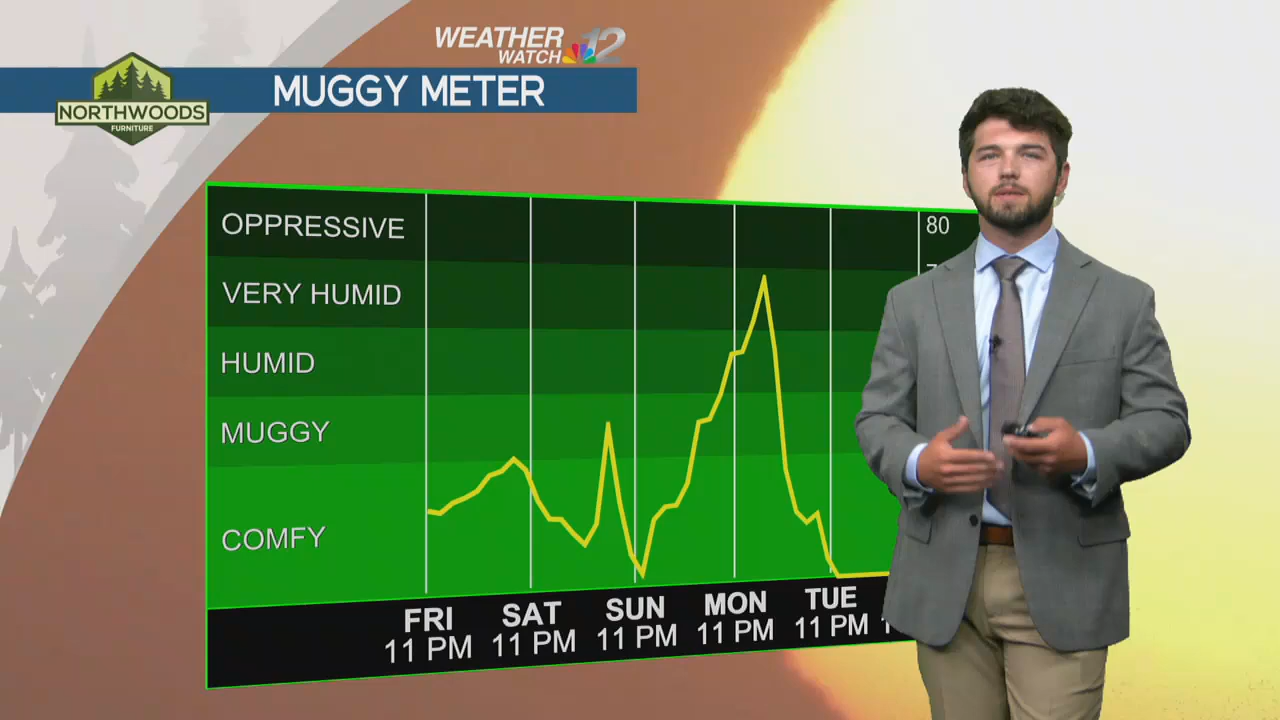 WEATHER
WATCH 12
NORTHWOODS
FURNITURE
MUGGY METER
OPPRESSIVE
80
VERY HUMID
HUMID
MUGGY
COMFY
FRI SAT SUN MON TUE
11 PM 11 PM 11 PM 11 PM 11 PM